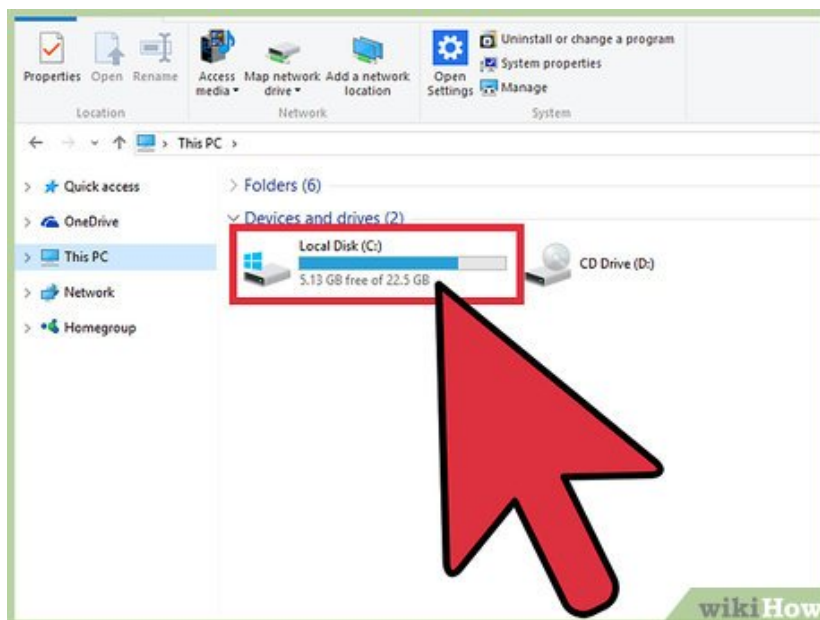 Properties Open Rename Access media Map network drive Add a network location Open Settings Uninstall or change a program
System properties
Manage
Location Network System
This PC
Quick access
OneDrive
This PC
Network
Homegroup
Folders (6)
Devices and drives (2)
Local Disk (C:)
5.13 GB free of 22.5 GB
CD Drive (D:)
wikiHow